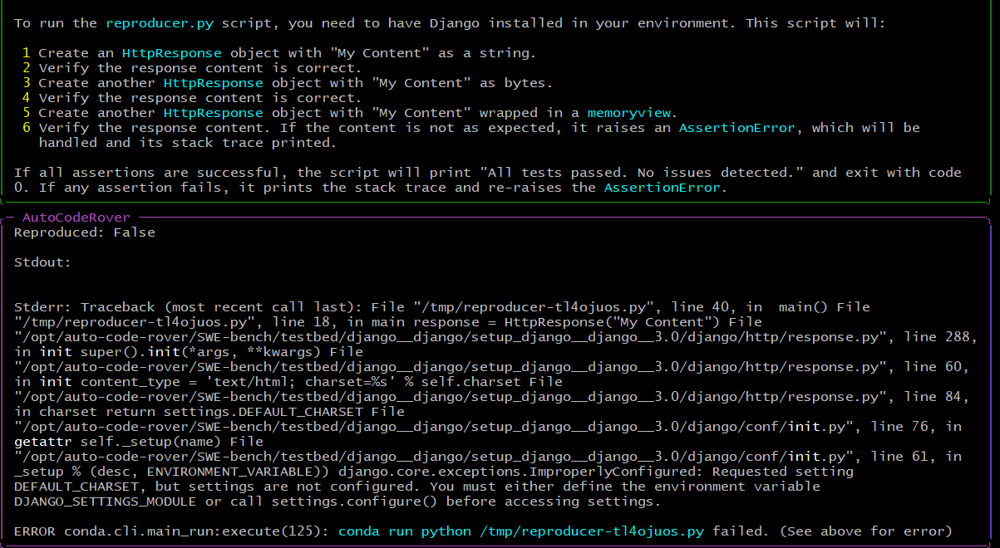 To run the reproducer.py script, you need to have Django installed in your environment. This script will:
1 Create an HttpResponse object with "My Content" as a string.
2 Verify the response content is correct.
3 Create another HttpResponse object with "My Content" as bytes.
4 Verify the response content is correct.
5 Create another HttpResponse object with "My Content" wrapped in a memoryview.
6 Verify the response content. If the content is not as expected, it raises an AssertionError, which will be
handled and its stack trace printed.
If all assertions are successful, the script will print "All tests passed. No issues detected." and exit with code
0. If any assertion fails, it prints the stack trace and re-raises the AssertionError.
AutoCodeRover
Reproduced: False
Stdout:
Stderr: Traceback (most recent call last): File "/tmp/reproducer-tl4ojuos.py", line 40, in  main() File
"/tmp/reproducer-tl4ojuos.py", line 18, in main response = HttpResponse("My Content") File
"/opt/auto-code-rover/SWE-bench/testbed/django__django/setup_django__django__3.0/django/http/response.py", line 288,
in init super().init(*args, **kwargs) File
"/opt/auto-code-rover/SWE-bench/testbed/django__django/setup_django__django__3.0/django/http/response.py", line 60,
in init content_type = 'text/html; charset=%s' % self.charset File
"/opt/auto-code-rover/SWE-bench/testbed/django__django/setup_django__django__3.0/django/http/response.py", line 84,
in charset return settings.DEFAULT_CHARSET File
"/opt/auto-code-rover/SWE-bench/testbed/django__django/setup_django__django__3.0/django/conf/init.py", line 76, in
getattr self._setup(name) File
"/opt/auto-code-rover/SWE-bench/testbed/django__django/setup_django__django__3.0/django/conf/init.py", line 61, in
_setup % (desc, ENVIRONMENT_VARIABLE)) django.core.exceptions.ImproperlyConfigured: Requested setting
DEFAULT_CHARSET, but settings are not configured. You must either define the environment variable
DJANGO_SETTINGS_MODULE or call settings.configure() before accessing settings.
ERROR conda.cli.main_run:execute(125): conda run python /tmp/reproducer-tl4ojuos.py failed. (See above for error)